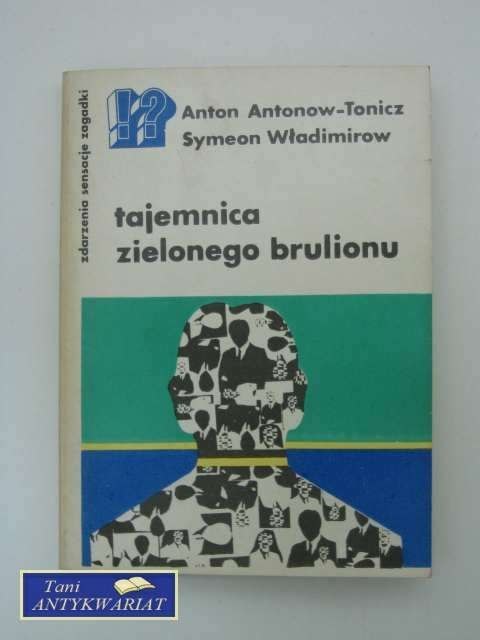 !?
Anton Antonow-Tonicz
Symeon Władimirow
zdarzenia sensacje zagadki
tajemnica
zielonego brulionu
Tani
ANTYKWARIAT